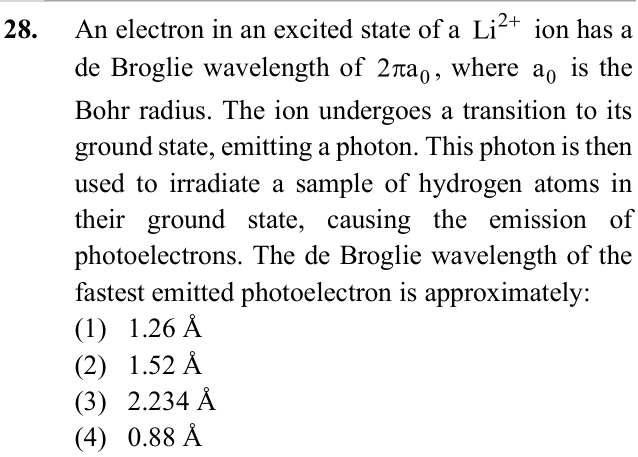 28. An electron in an excited state of a Li²⁺ ion has a
de Broglie wavelength of 2πa₀, where a₀ is the
Bohr radius. The ion undergoes a transition to its
ground state, emitting a photon. This photon is then
used to irradiate a sample of hydrogen atoms in
their ground state, causing the emission of
photoelectrons. The de Broglie wavelength of the
fastest emitted photoelectron is approximately:
(1) 1.26 Å
(2) 1.52 Å
(3) 2.234 Å
(4) 0.88 Å